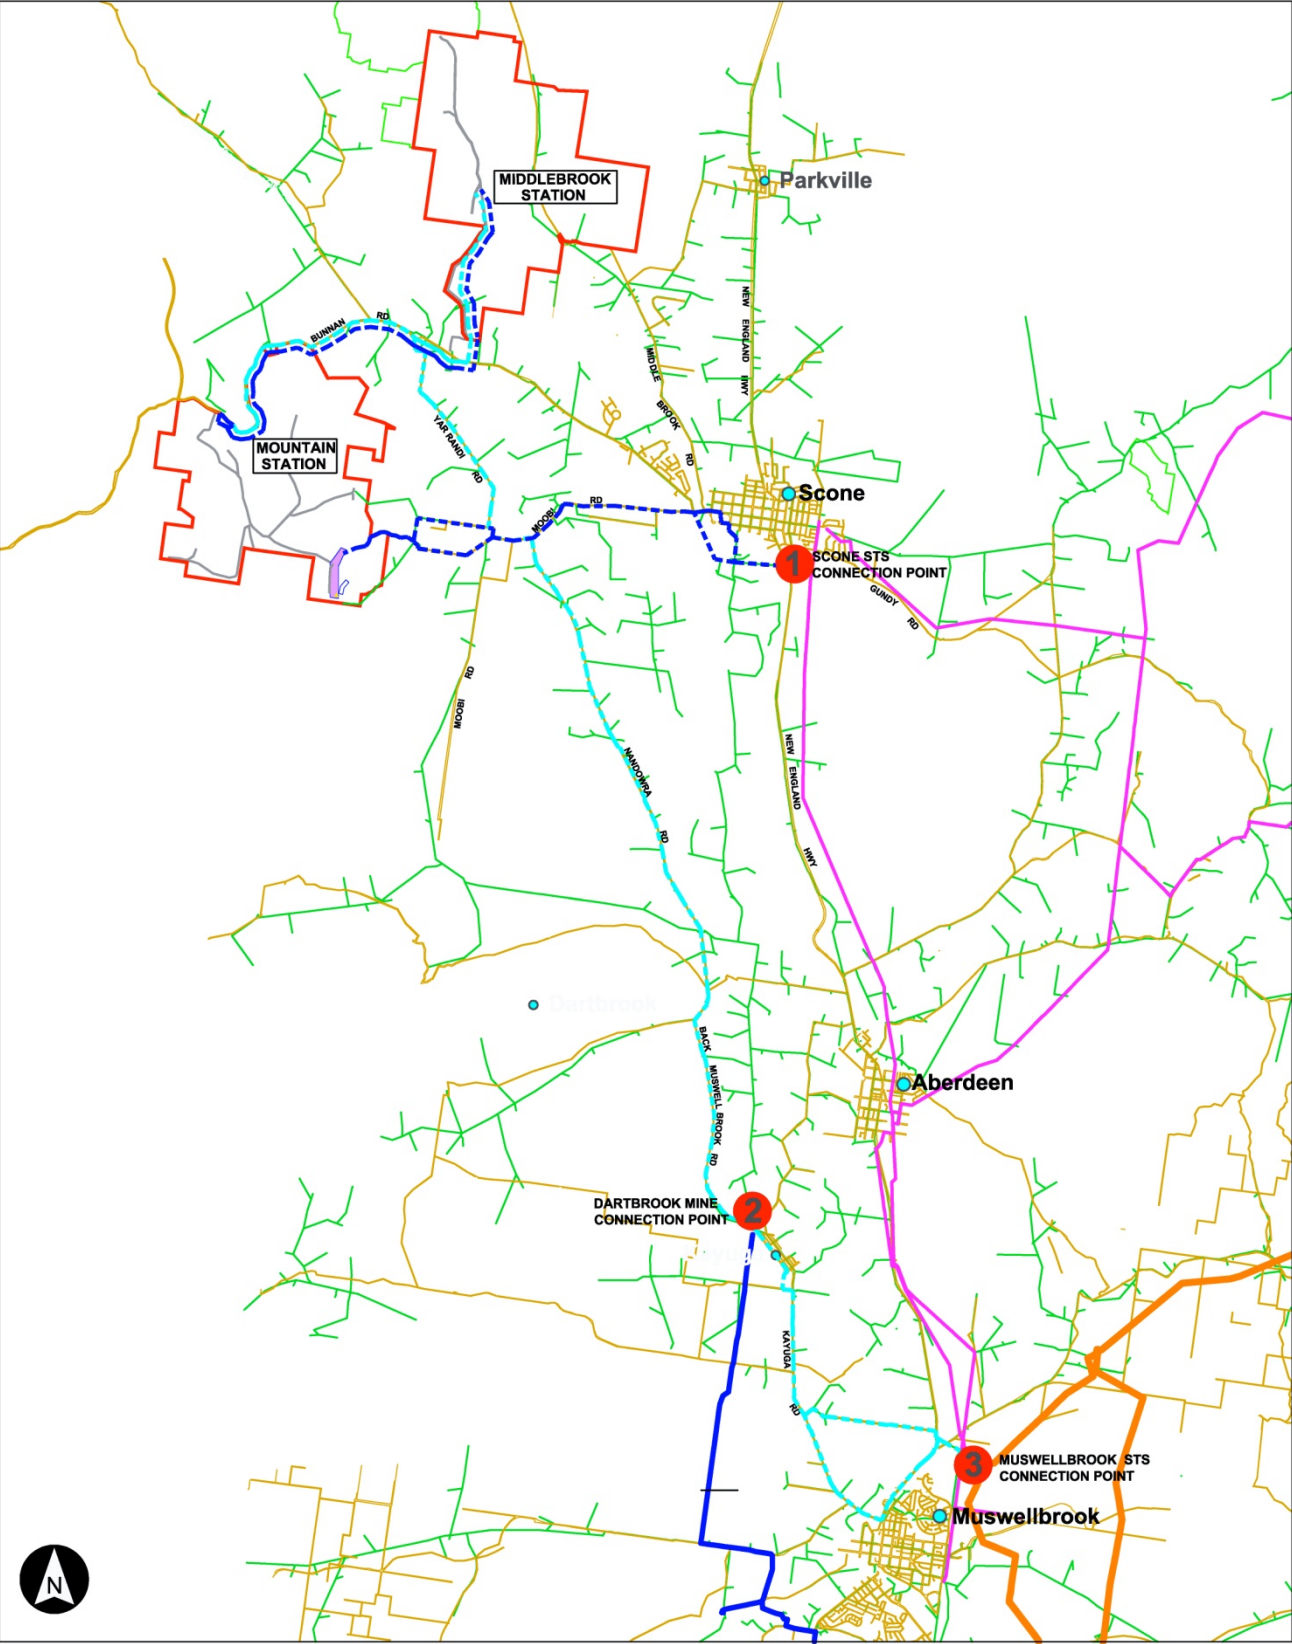 MIDDLEBROOK
STATION
Parkville
BUNNAN
RD
NEW ENGLAND HWY
MIDDLE BROOK RD
YAR RANDI RD
MOUNTAIN
STATION
Scone
MOOBI
RD
1
SCONE STS
CONNECTION POINT
GUNDY RD
MOOBI RD
NANDOWRA RD
NEW ENGLAND HWY
Dartbrook
BACK MUSWELL BROOK RD
Aberdeen
DARTBROOK MINE
CONNECTION POINT
2
KAYUGA RD
3
MUSWELLBROOK STS
CONNECTION POINT
Muswellbrook
N